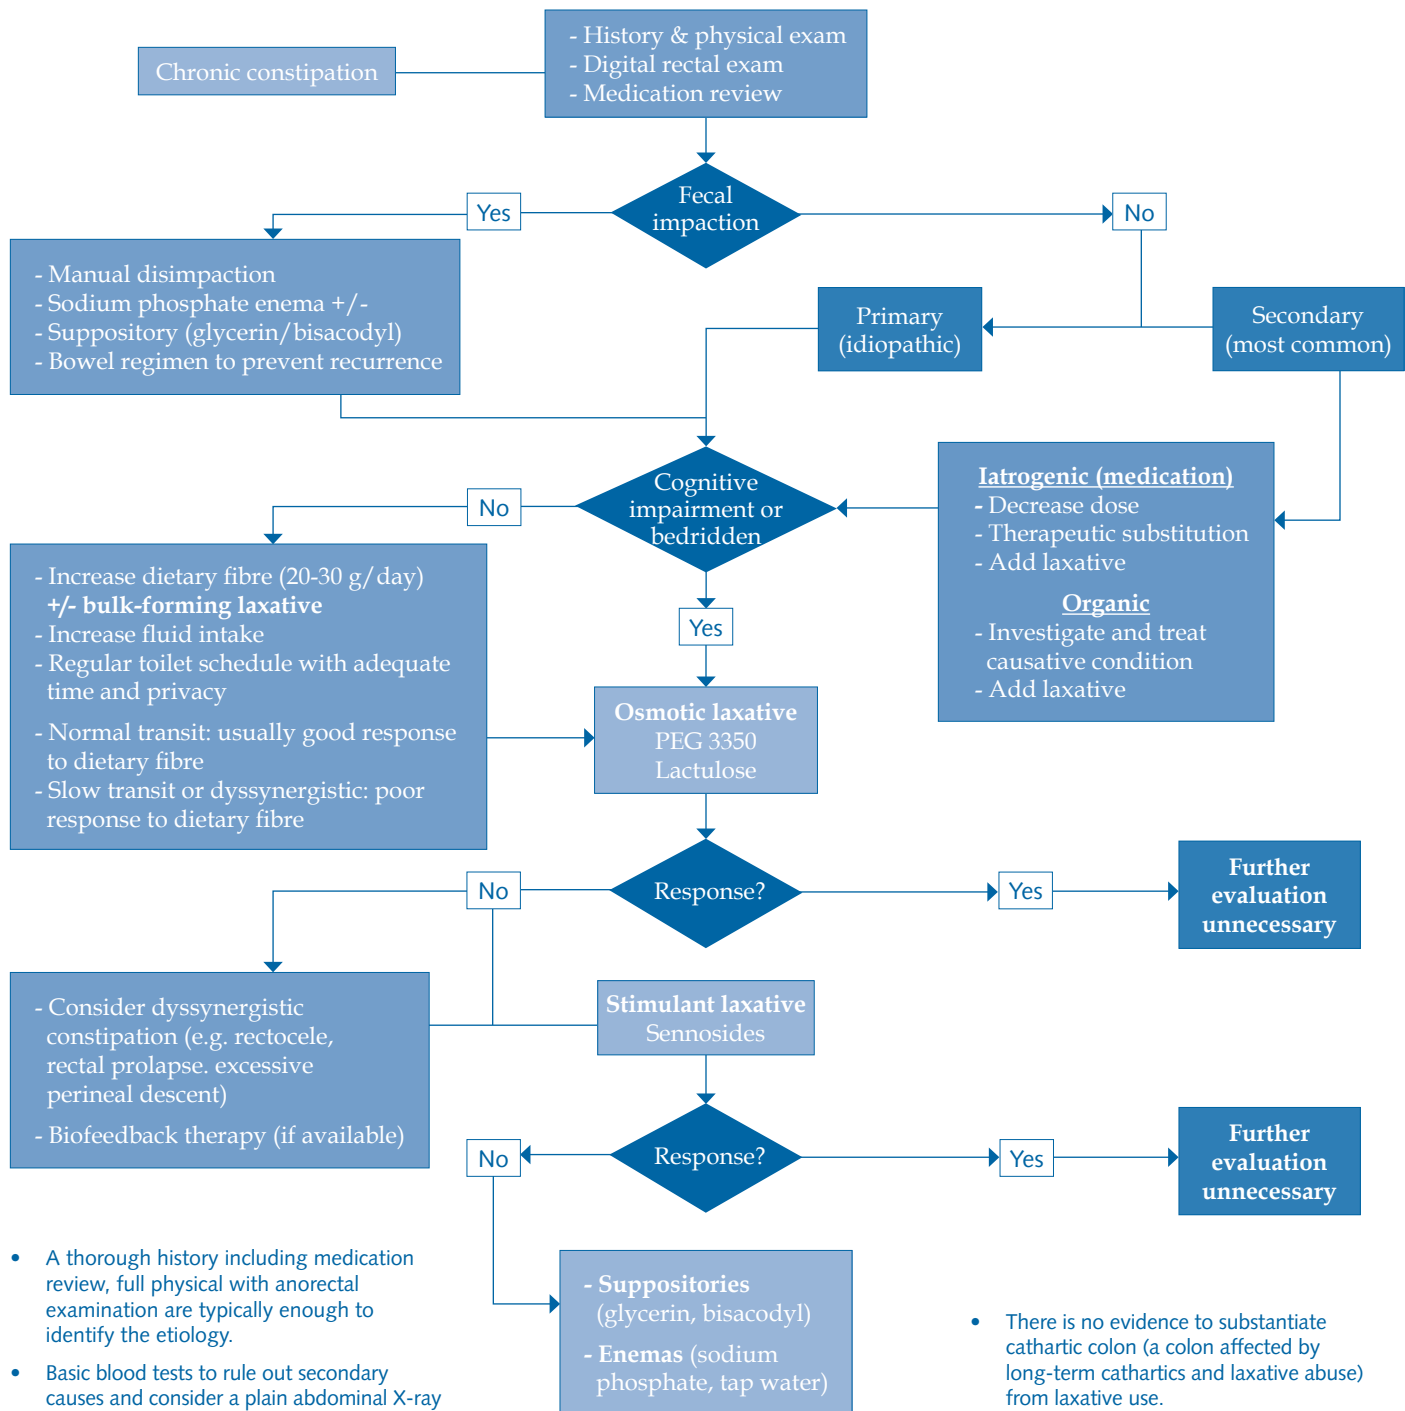 Chronic constipation
- History & physical exam
- Digital rectal exam
- Medication review
Fecal
impaction
Yes
No
- Manual disimpaction
- Sodium phosphate enema +/-
- Suppository (glycerin/bisacodyl)
- Bowel regimen to prevent recurrence
Primary
(idiopathic)
Secondary
(most common)
Cognitive
impairment or
bedridden
No
Yes
Iatrogenic (medication)
- Decrease dose
- Therapeutic substitution
- Add laxative
Organic
- Investigate and treat
causative condition
- Add laxative
- Increase dietary fibre (20-30 g/day)
+/- bulk-forming laxative
- Increase fluid intake
- Regular toilet schedule with adequate
time and privacy
- Normal transit: usually good response
to dietary fibre
- Slow transit or dyssynergistic: poor
response to dietary fibre
Osmotic laxative
PEG 3350
Lactulose
Response?
No
Yes
Further
evaluation
unnecessary
- Consider dyssynergistic
constipation (e.g. rectocele,
rectal prolapse. excessive
perineal descent)
- Biofeedback therapy (if available)
Stimulant laxative
Sennosides
Response?
No
Yes
Further
evaluation
unnecessary
- Suppositories
(glycerin, bisacodyl)
- Enemas (sodium
phosphate, tap water)
• A thorough history including medication
review, full physical with anorectal
examination are typically enough to
identify the etiology.
• Basic blood tests to rule out secondary
causes and consider a plain abdominal X-ray
• There is no evidence to substantiate
cathartic colon (a colon affected by
long-term cathartics and laxative abuse)
from laxative use.